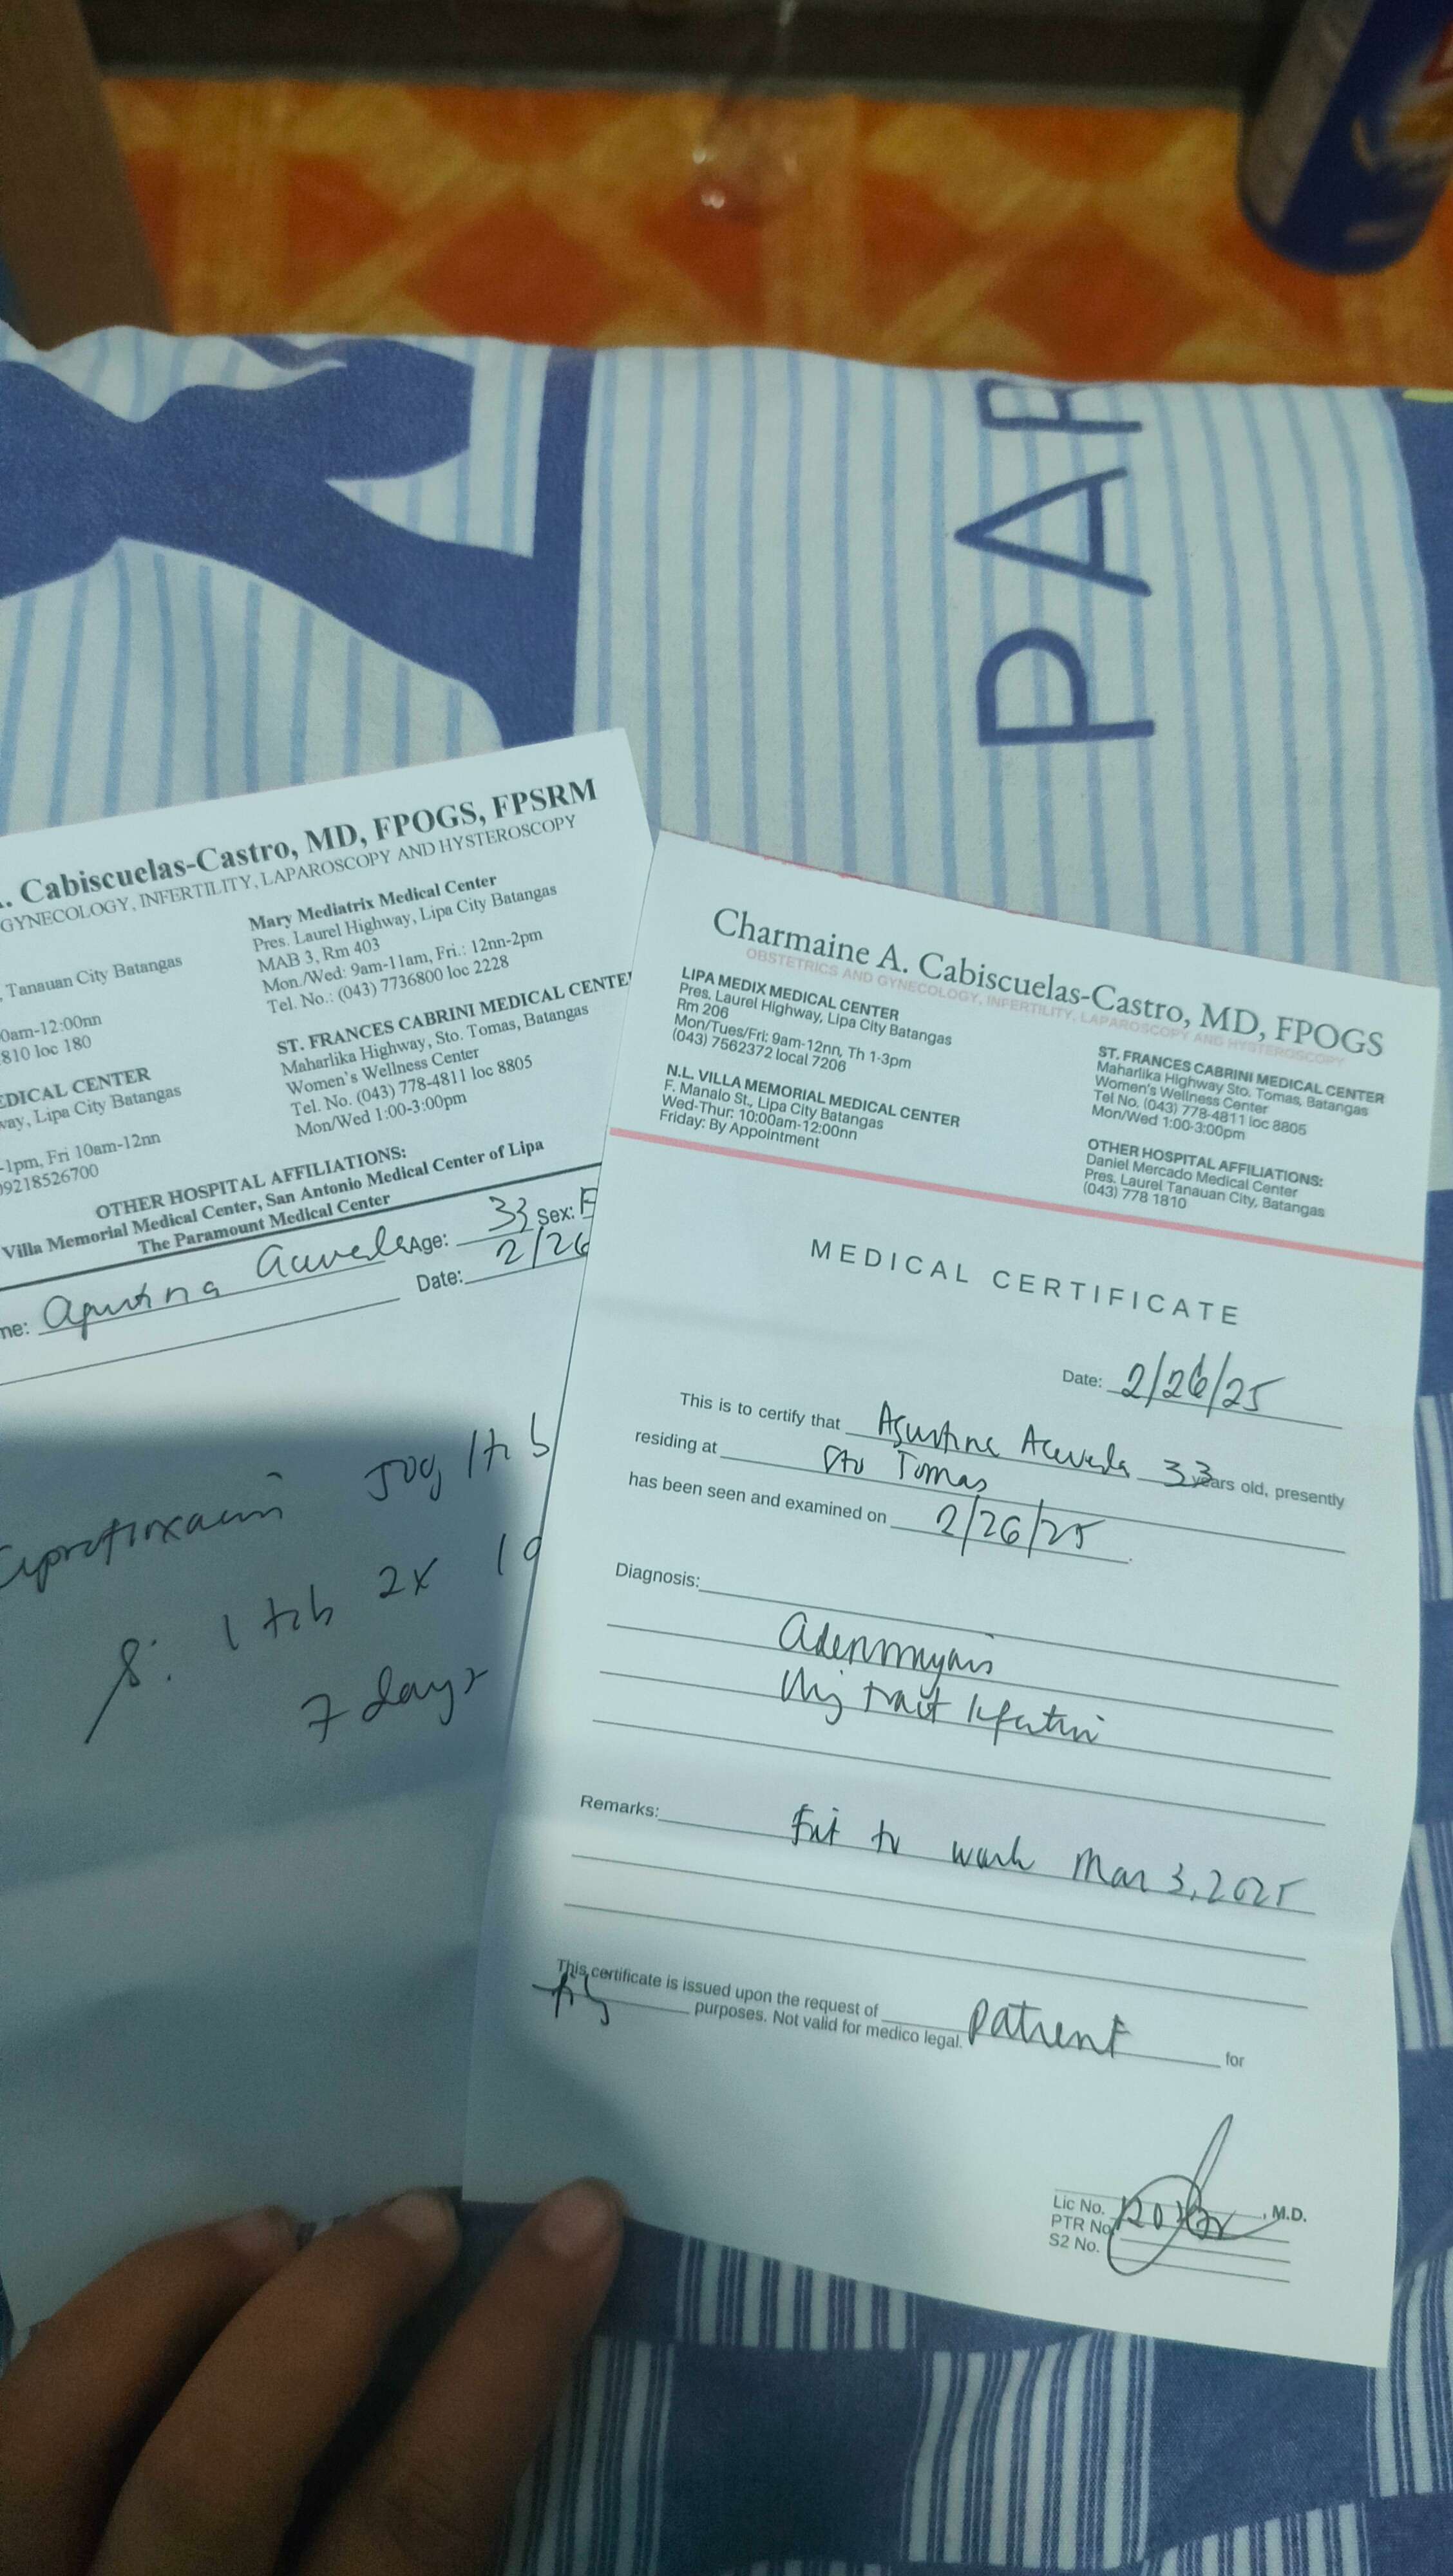 PAR
. Cabiscuelas-Castro, MD, FPOGS, FPSRM
GYNECOLOGY, INFERTILITY, LAPAROSCOPY AND HYSTEROSCOPY
, Tanauan City Batangas
0am-12:00nn
810 loc 180
EDICAL CENTER
way, Lipa City Batangas
-1pm, Fri 10am-12nn
09218526700
Mary Mediatrix Medical Center
Pres. Laurel Highway, Lipa City Batangas
MAB 3, Rm 403
Mon./Wed: 9am-11am, Fri.: 12nn-2pm
Tel. No.: (043) 7736800 loc 2228
ST. FRANCES CABRINI MEDICAL CENTE
Maharlika Highway, Sto. Tomas, Batangas
Women's Wellness Center
Tel. No. (043) 778-4811 loc 8805
Mon/Wed 1:00-3:00pm
OTHER HOSPITAL AFFILIATIONS:
Villa Memorial Medical Center, San Antonio Medical Center of Lipa
The Paramount Medical Center
me: Agustina Age: 33 Sex: F
Date: 2/26
1 tab 2x 1d
7 days
Charmaine A. Cabiscuelas-Castro, MD, FPOGS
OBSTETRICS AND GYNECOLOGY, INFERTILITY, LAPAROSCOPY AND HYSTEROSCOPY
LIPA MEDIX MEDICAL CENTER
Pres. Laurel Highway, Lipa City Batangas
Rm 206
Mon/Tues/Fri: 9am-12nn, Th 1-3pm
(043) 7562372 local 7206
N.L. VILLA MEMORIAL MEDICAL CENTER
F. Manalo St., Lipa City Batangas
Wed-Thur: 10:00am-12:00nn
Friday: By Appointment
ST. FRANCES CABRINI MEDICAL CENTER
Maharlika Highway Sto. Tomas, Batangas
Women's Wellness Center
Tel No. (043) 778-4811 loc 8805
Mon/Wed 1:00-3:00pm
OTHER HOSPITAL AFFILIATIONS:
Daniel Mercado Medical Center
Pres. Laurel Tanauan City, Batangas
(043) 778 1810
MEDICAL CERTIFICATE
Date: 2/26/25
This is to certify that Agustina 33 years old, presently
residing at Sto Tomas
has been seen and examined on 2/26/25.
Diagnosis:
Adenomyosis
Remarks: Fit to work Mar 3, 2025
This certificate is issued upon the request of patient for
purposes. Not valid for medico legal.
, M.D.
Lic No.
PTR No.
S2 No.